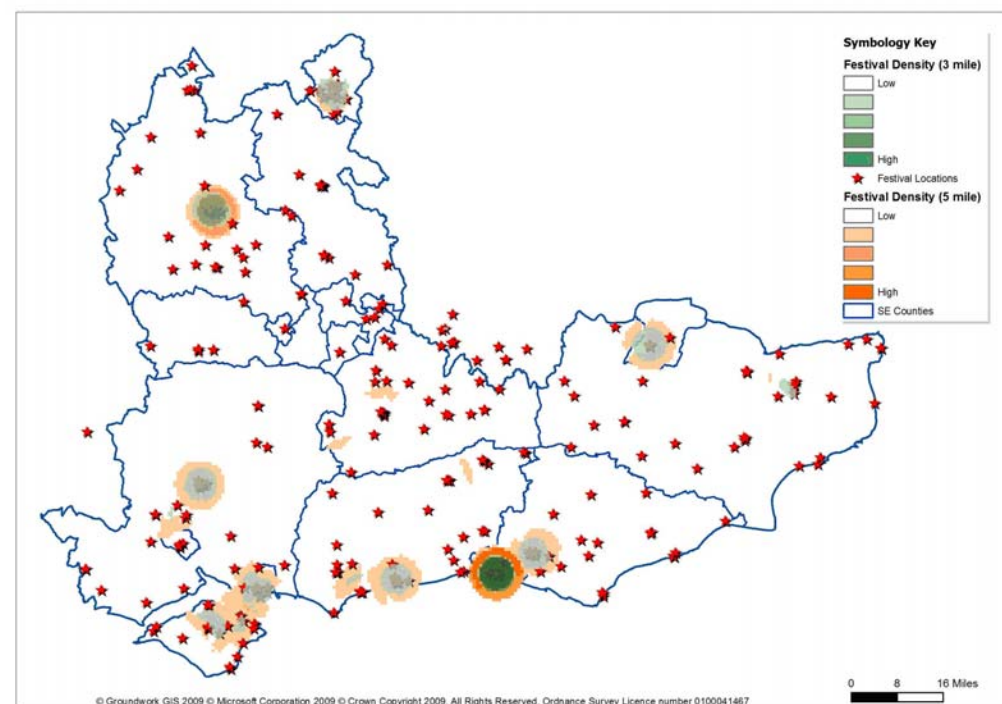 Symbology Key
Festival Density (3 mile)
Low
High
Festival Locations
Festival Density (5 mile)
Low
High
SE Counties
0 8 16 Miles
© Groundwork GIS 2009 © Microsoft Corporation 2009 © Crown Copyright 2009. All Rights Reserved. Ordnance Survey Licence number 0100041467